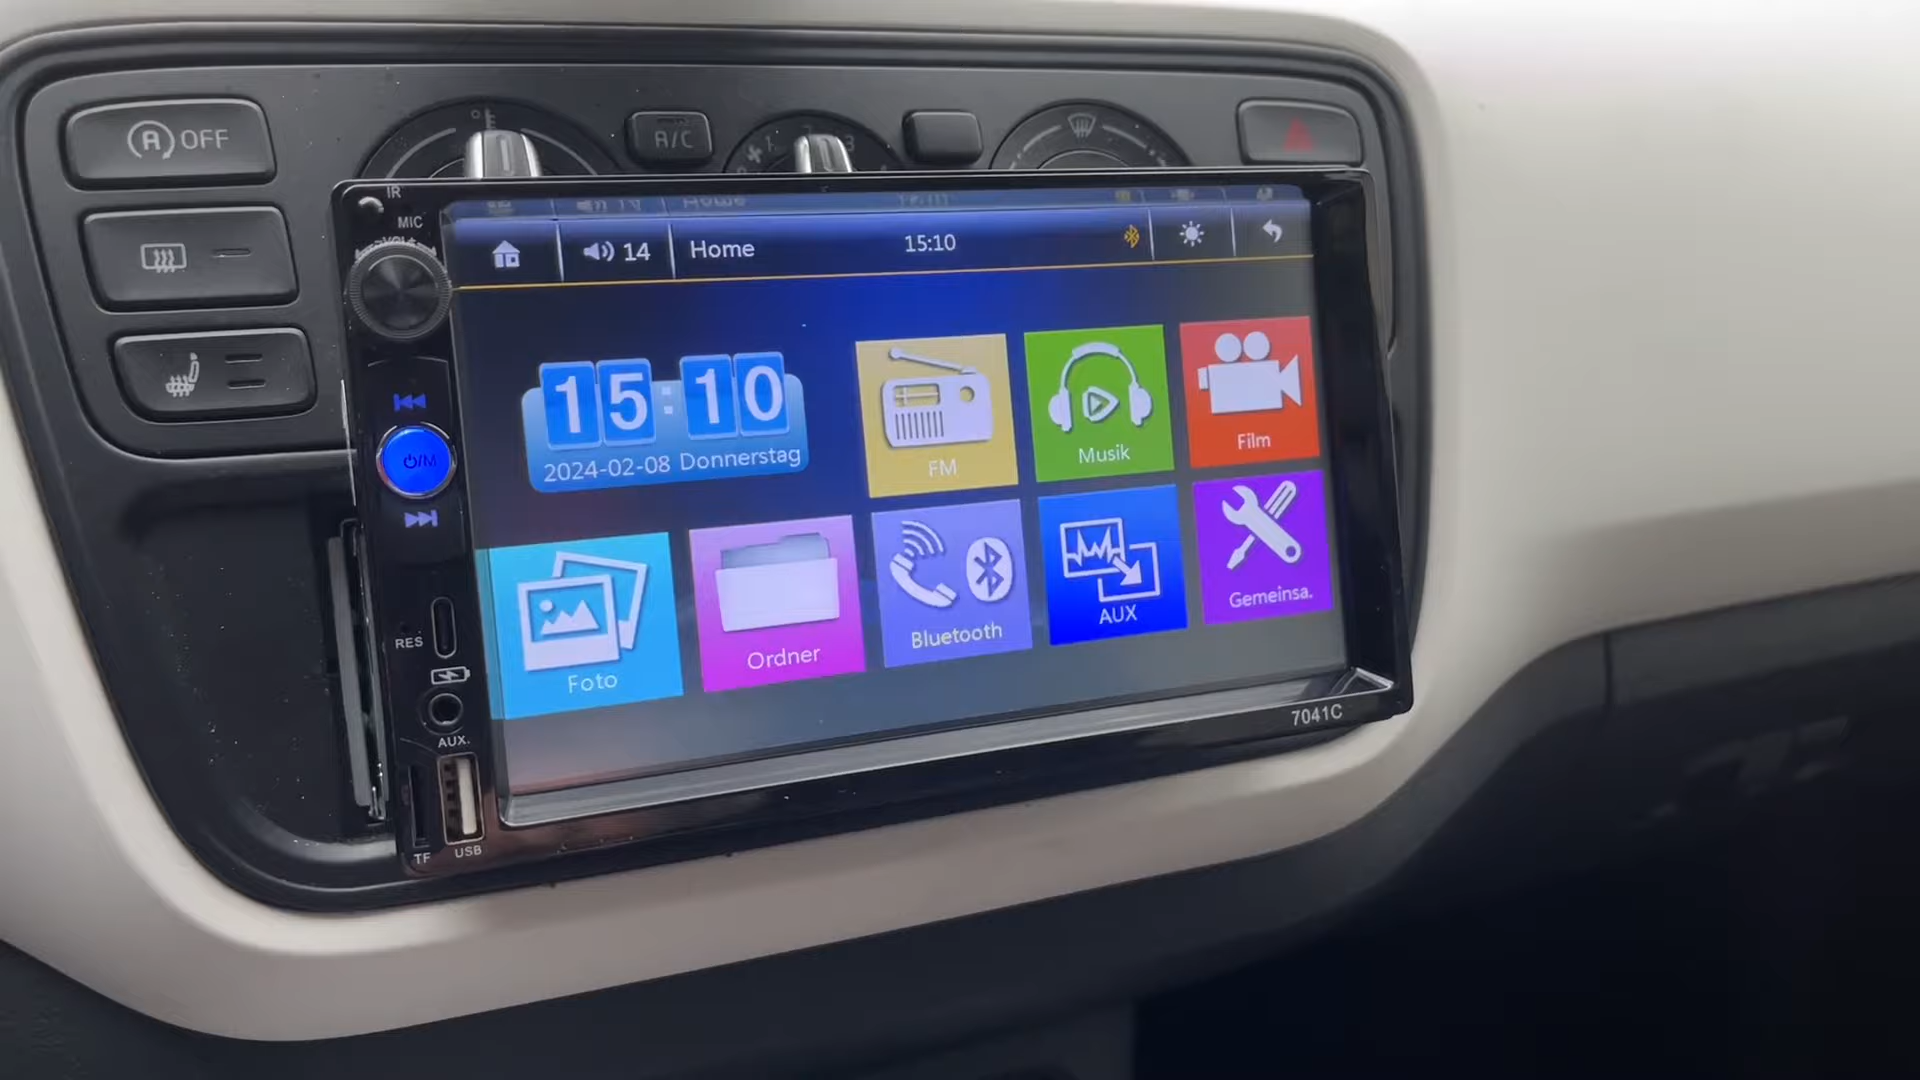 OFF
A/C
IR
MIC
14
Home
15:10
15:10
2024-02-08 Donnerstag
FM
Musik
Film
⏻/M
Foto
Ordner
Bluetooth
AUX
Gemeinsa.
RES
AUX.
TF
USB
7041C